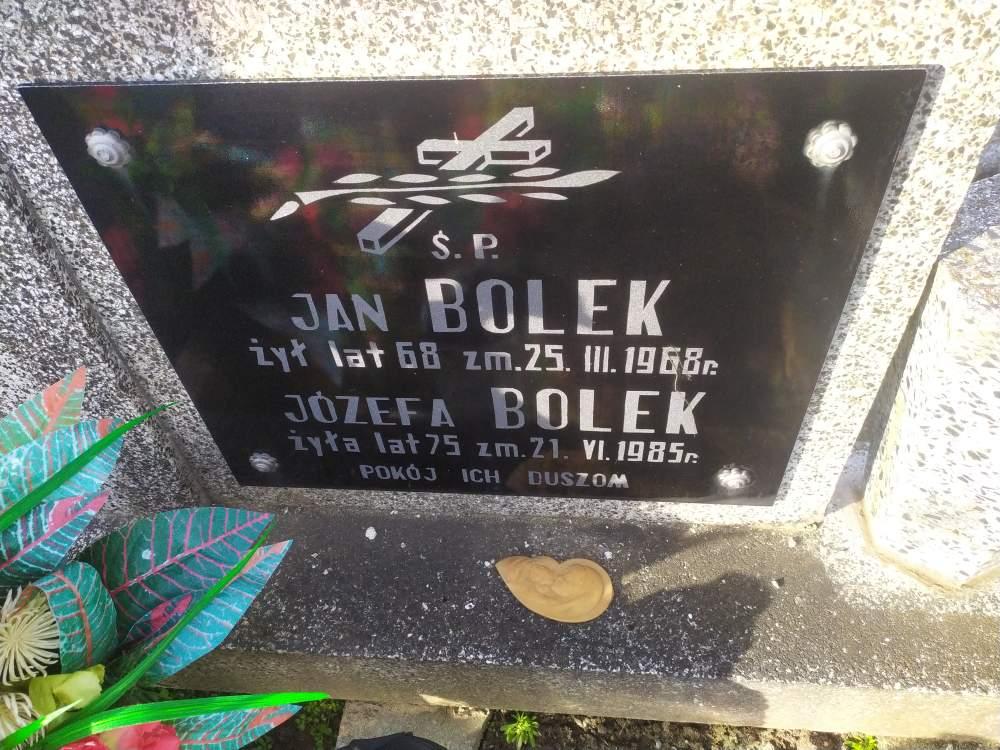 Ś. P.
JAN BOLEK
żył lat 68 zm. 25. III. 1968r.
JÓZEFA BOLEK
żyła lat 75 zm. 21. VI. 1985r.
POKÓJ ICH DUSZOM